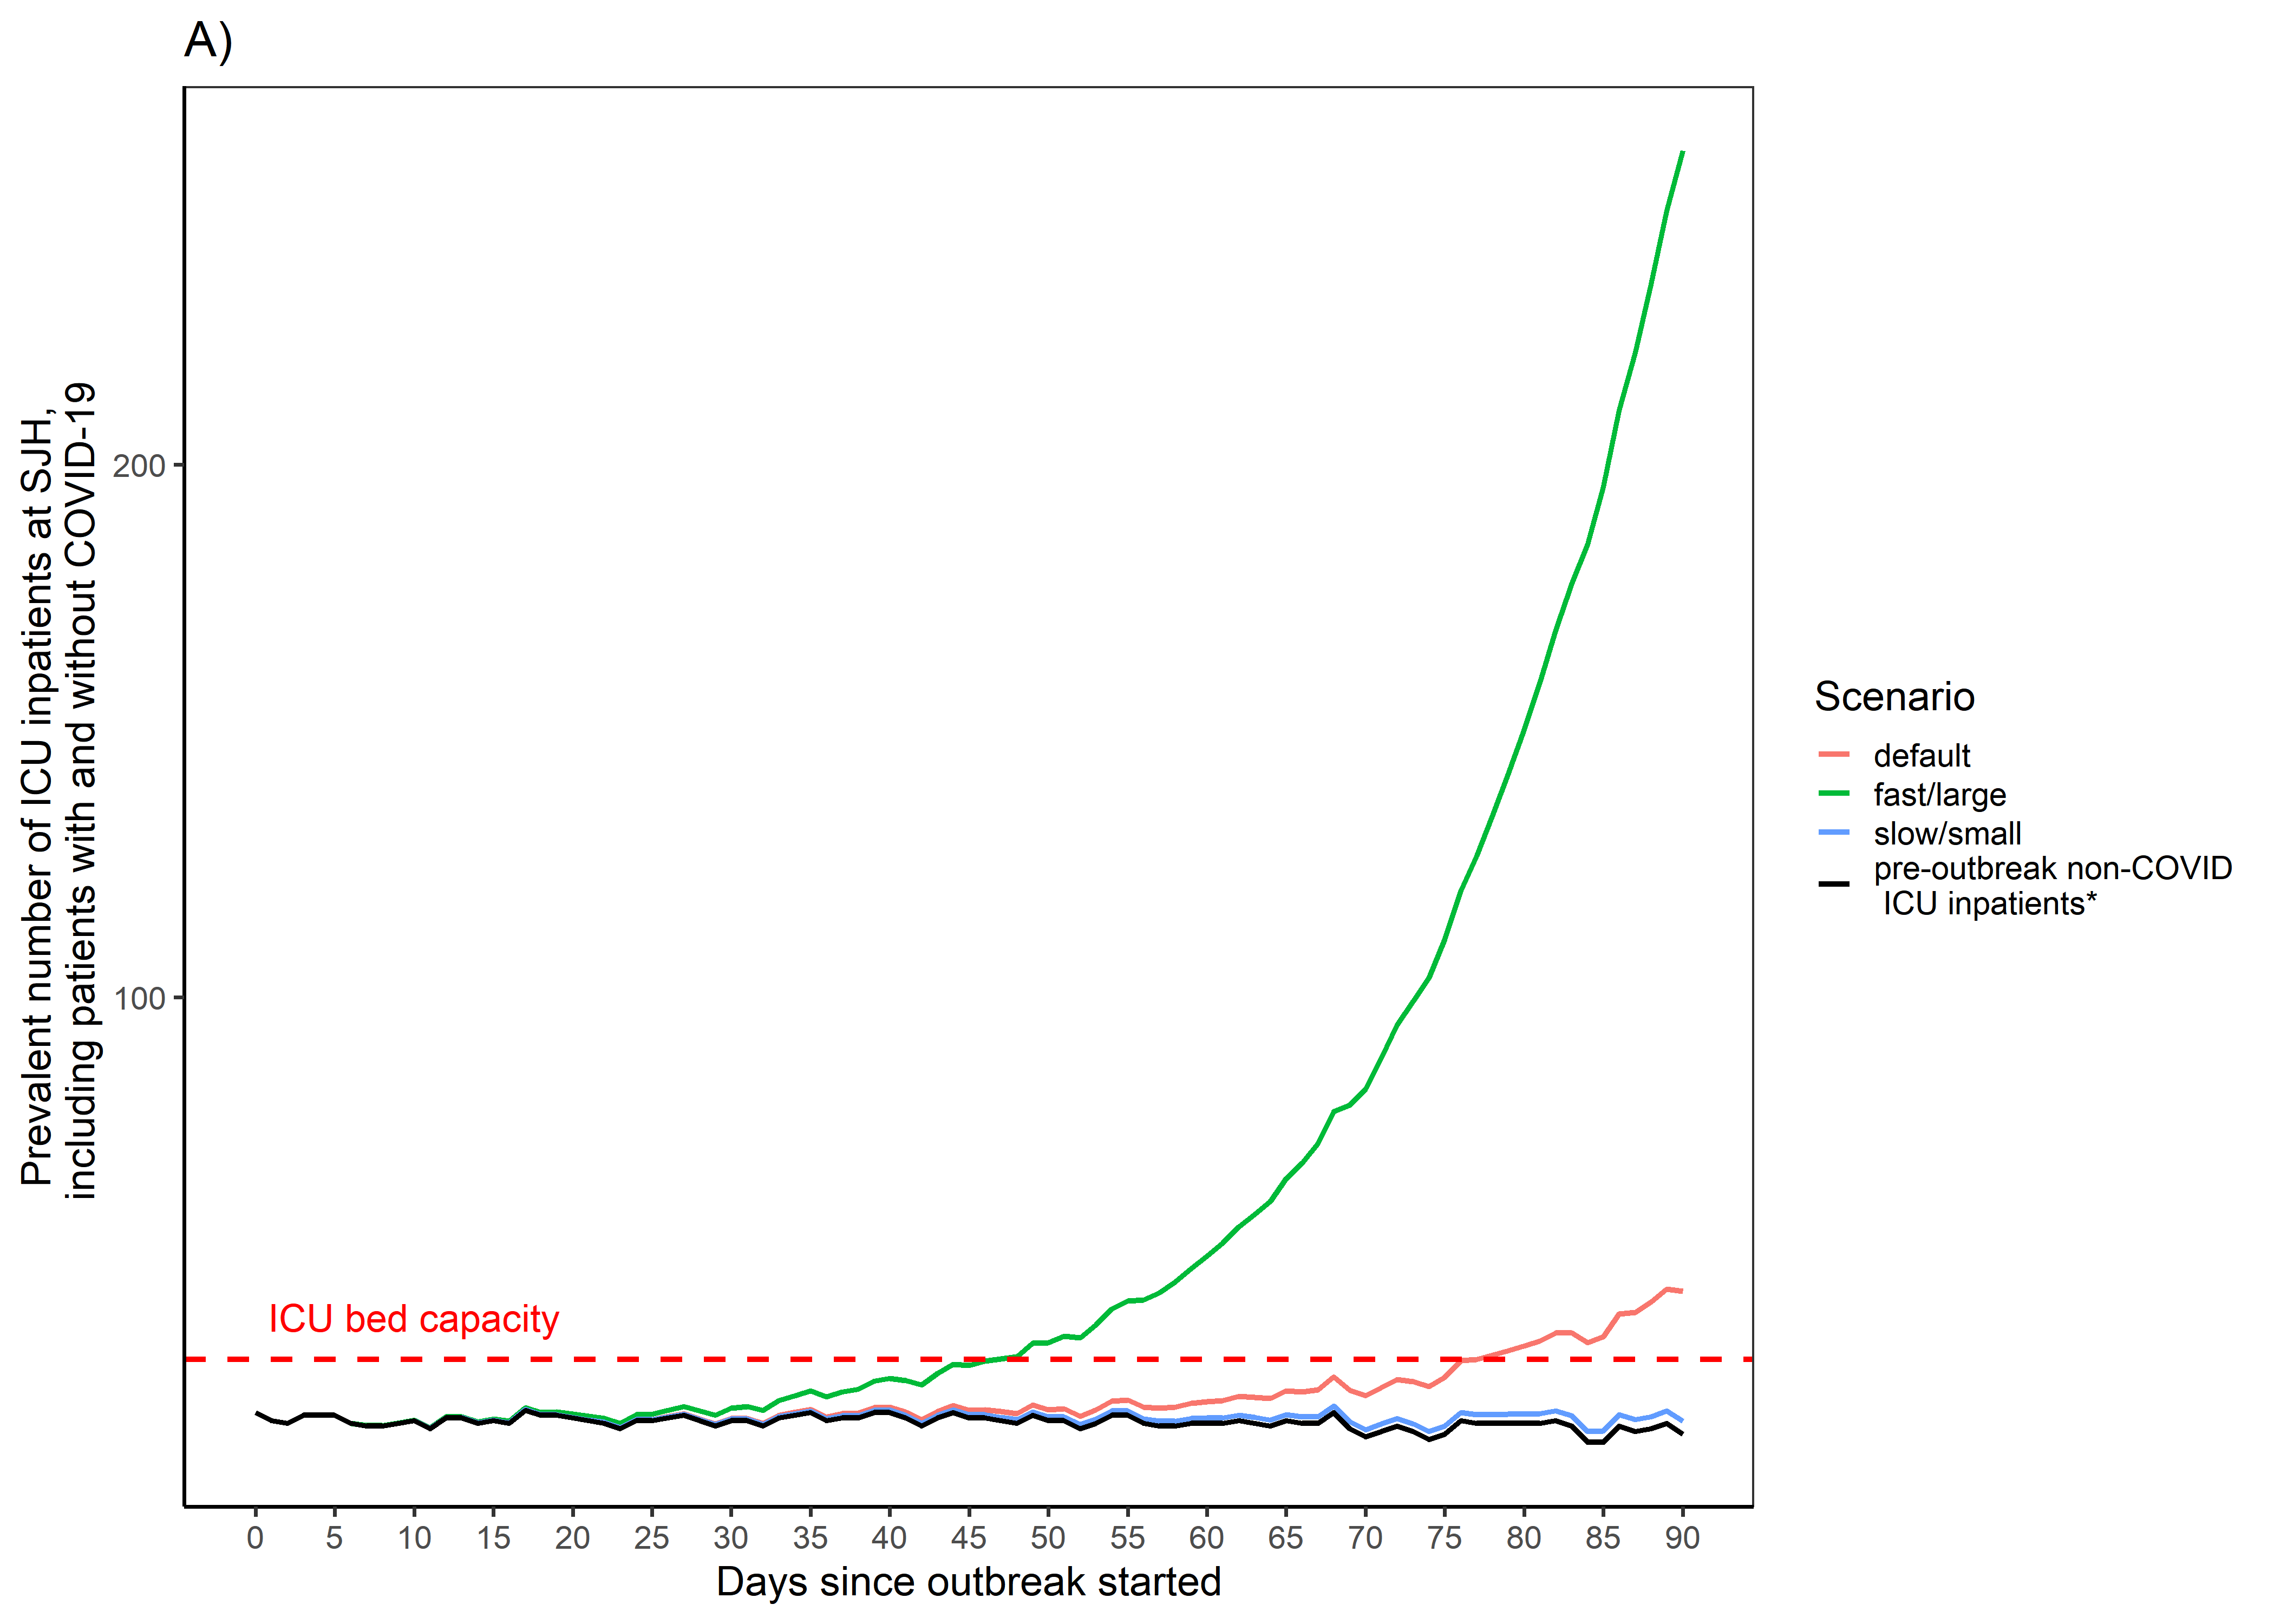 A)
Prevalent number of ICU inpatients at SJH,
including patients with and without COVID-19
200
100
ICU bed capacity
0 5 10 15 20 25 30 35 40 45 50 55 60 65 70 75 80 85 90
Days since outbreak started
Scenario
default
fast/large
slow/small
pre-outbreak non-COVID
ICU inpatients*